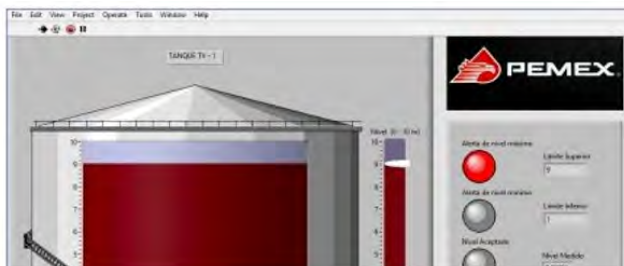 File Edit View Project Operate Tools Window Help
TANQUE TV - 1
PEMEX
Nivel (0 - 10 m)
10
9
8
7
6
5
10
9
8
7
6
5
Alerta de nivel máximo
Límite Superior
9
Alerta de nivel mínimo
Límite Inferior
1
Nivel Aceptado
Nivel Medido